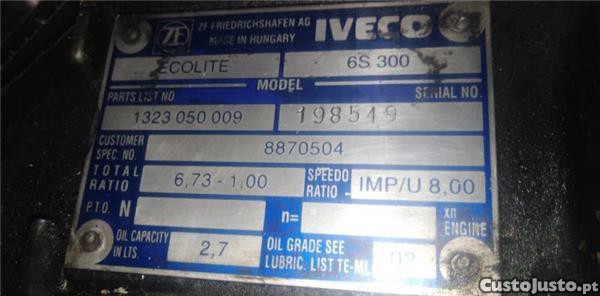 ZF FRIEDRICHSHAFEN AG
ZF MADE IN HUNGARY IVECO
ECOLITE 6S 300
MODEL
PARTS LIST NO. SERIAL NO.
1323 050 009 198549
CUSTOMER SPEC. NO. 8870504
TOTAL RATIO 6,73 - 1,00 SPEEDO RATIO IMP/U 8,00
P.T.O. N n= xn ENGINE
OIL CAPACITY IN LTS. 2,7 OIL GRADE SEE LUBRIC. LIST TE-ML 02
CustoJusto.pt